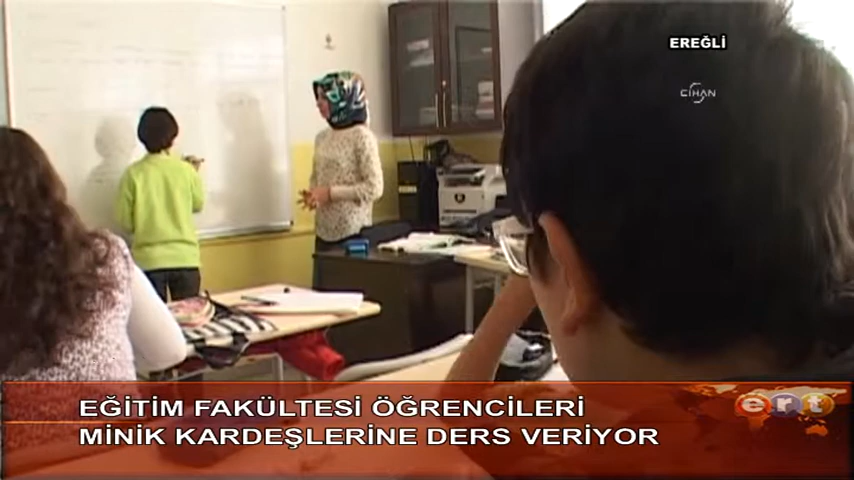 EREĞLİ
CİHAN
EĞİTİM FAKÜLTESİ ÖĞRENCİLERİ
MİNİK KARDEŞLERİNE DERS VERİYOR
ert